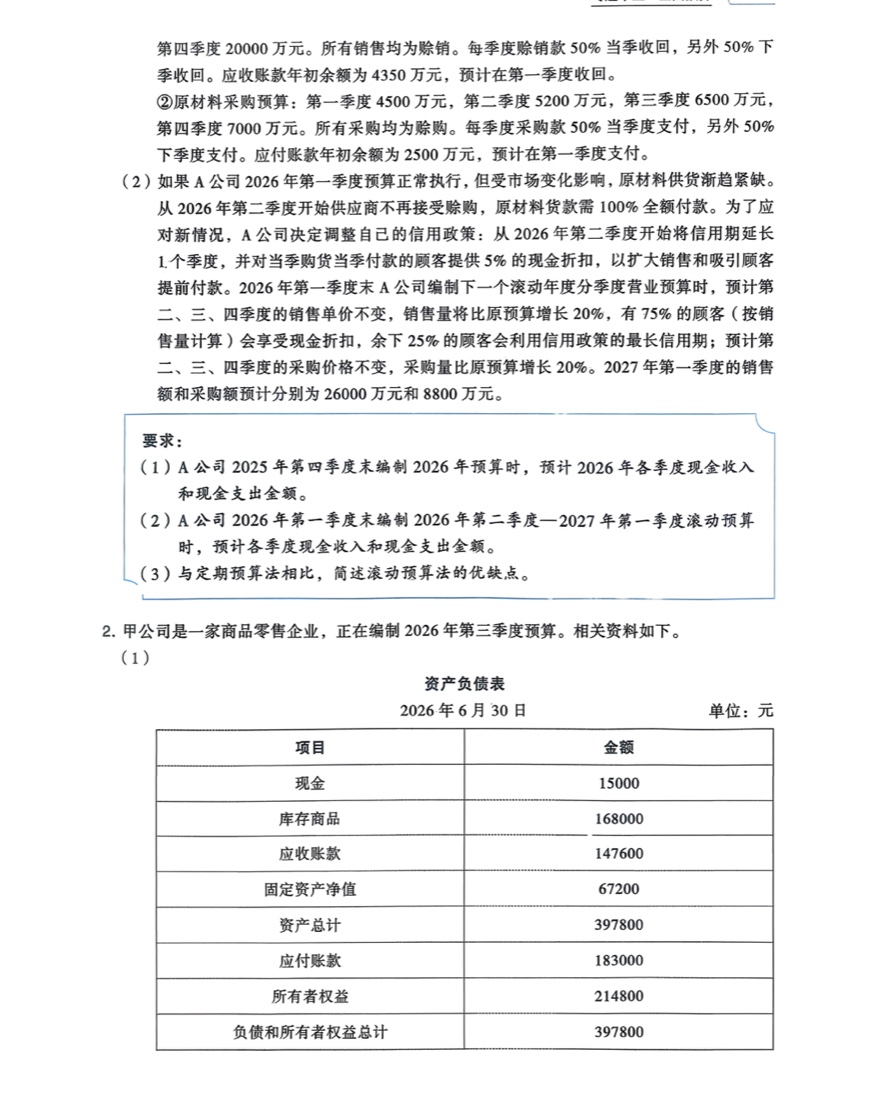 第四季度 20000 万元。所有销售均为赊销。每季度赊销款 50% 当季收回，另外 50% 下
季收回。应收账款年初余额为 4350 万元，预计在第一季度收回。
②原材料采购预算：第一季度 4500 万元，第二季度 5200 万元，第三季度 6500 万元，
第四季度 7000 万元。所有采购均为赊购。每季度采购款 50% 当季度支付，另外 50%
下季度支付。应付账款年初余额为 2500 万元，预计在第一季度支付。
（2）如果 A 公司 2026 年第一季度预算正常执行，但受市场变化影响，原材料供货渐趋紧缺。
从 2026 年第二季度开始供应商不再接受赊购，原材料货款需 100% 全额付款。为了应
对新情况，A 公司决定调整自己的信用政策：从 2026 年第二季度开始将信用期延长
1 个季度，并对当季购货当季付款的顾客提供 5% 的现金折扣，以扩大销售和吸引顾客
提前付款。2026 年第一季度末 A 公司编制下一个滚动年度分季度营业预算时，预计第
二、三、四季度的销售单价不变，销售量将比原预算增长 20%，有 75% 的顾客（按销
售量计算）会享受现金折扣，余下 25% 的顾客会利用信用政策的最长信用期；预计第
二、三、四季度的采购价格不变，采购量比原预算增长 20%。2027 年第一季度的销售
额和采购额预计分别为 26000 万元和 8800 万元。
要求：
（1）A 公司 2025 年第四季度末编制 2026 年预算时，预计 2026 年各季度现金收入
和现金支出金额。
（2）A 公司 2026 年第一季度末编制 2026 年第二季度—2027 年第一季度滚动预算
时，预计各季度现金收入和现金支出金额。
（3）与定期预算法相比，简述滚动预算法的优缺点。
2. 甲公司是一家商品零售企业，正在编制 2026 年第三季度预算。相关资料如下。
（1）
资产负债表
2026 年 6 月 30 日 单位：元
项目 金额
现金 15000
库存商品 168000
应收账款 147600
固定资产净值 67200
资产总计 397800
应付账款 183000
所有者权益 214800
负债和所有者权益总计 397800